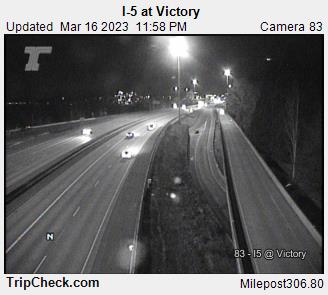 I-5 at Victory
Updated Mar 16 2023 11:58 PM Camera 83
N
83 - I5 @ Victory
TripCheck.com Milepost306.80